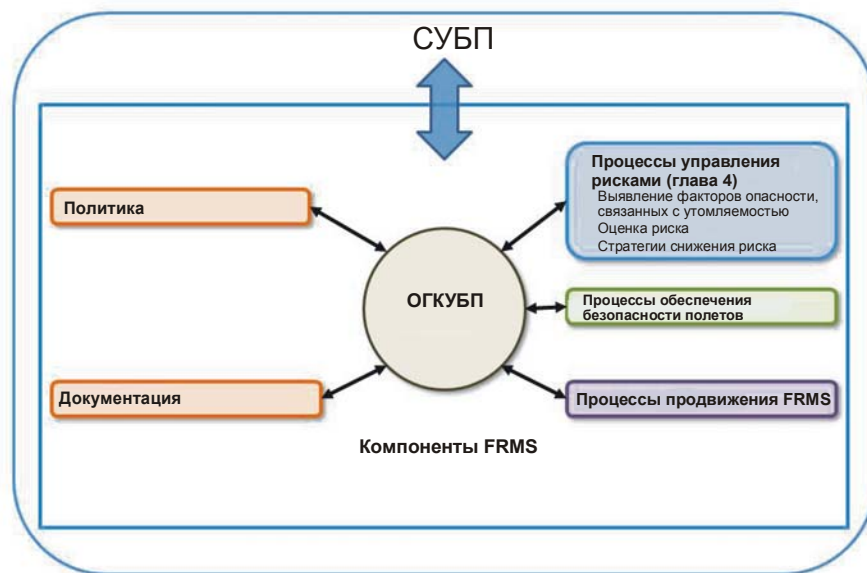 СУБП
Политика
Документация
ОГКУБП
Процессы управления
рисками (глава 4)
Выявление факторов опасности,
связанных с утомляемостью
Оценка риска
Стратегии снижения риска
Процессы обеспечения
безопасности полетов
Процессы продвижения FRMS
Компоненты FRMS